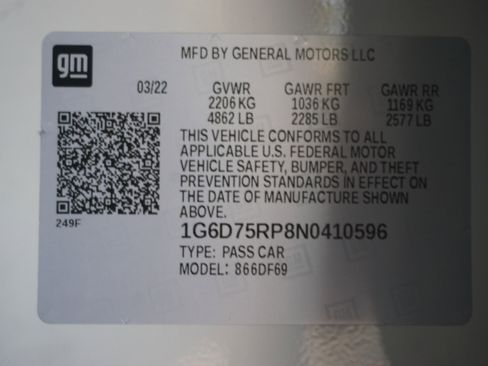 gm
MFD BY GENERAL MOTORS LLC
03/22 GVWR GAWR FRT GAWR RR
2206 KG 1036 KG 1169 KG
4862 LB 2285 LB 2577 LB
THIS VEHICLE CONFORMS TO ALL
APPLICABLE U.S. FEDERAL MOTOR
VEHICLE SAFETY, BUMPER, AND THEFT
PREVENTION STANDARDS IN EFFECT ON
THE DATE OF MANUFACTURE SHOWN
ABOVE.
249F
1G6D75RP8N0410596
TYPE: PASS CAR
MODEL: 866DF69